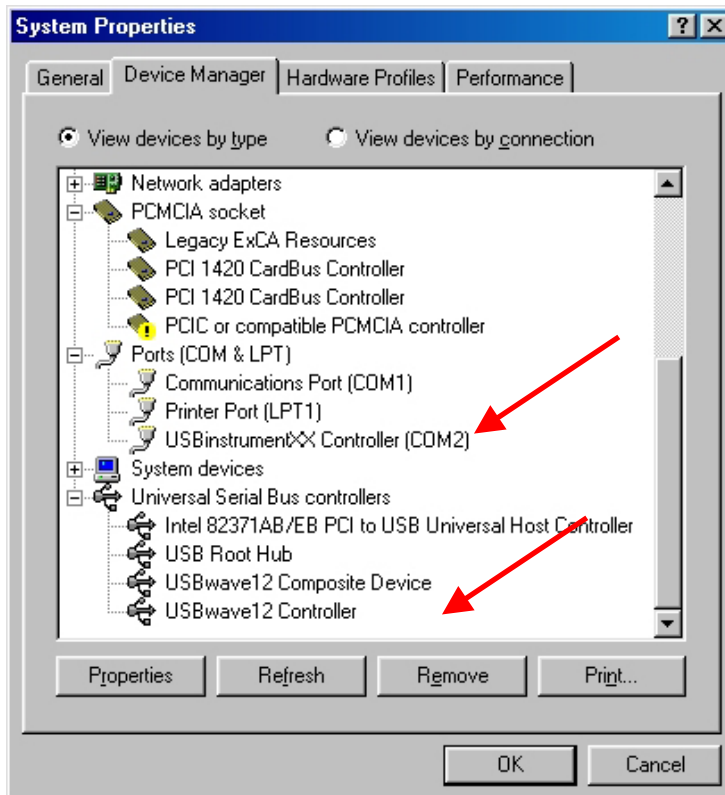 System Properties
? X
General Device Manager Hardware Profiles Performance
View devices by type View devices by connection
Network adapters
PCMCIA socket
Legacy ExCA Resources
PCI 1420 CardBus Controller
PCI 1420 CardBus Controller
PCIC or compatible PCMCIA controller
Ports (COM & LPT)
Communications Port (COM1)
Printer Port (LPT1)
USBinstrumentXX Controller (COM2)
System devices
Universal Serial Bus controllers
Intel 82371AB/EB PCI to USB Universal Host Controller
USB Root Hub
USBwave12 Composite Device
USBwave12 Controller
Properties Refresh Remove Print...
OK Cancel